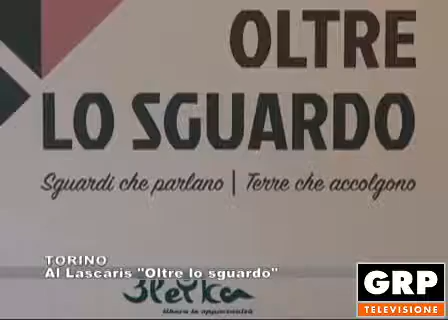 OLTRE
LO SGUARDO
Sguardi che parlano | Terre che accolgono
TORINO
Al Lascaris "Oltre lo sguardo"
GRP
TELEVISIONE